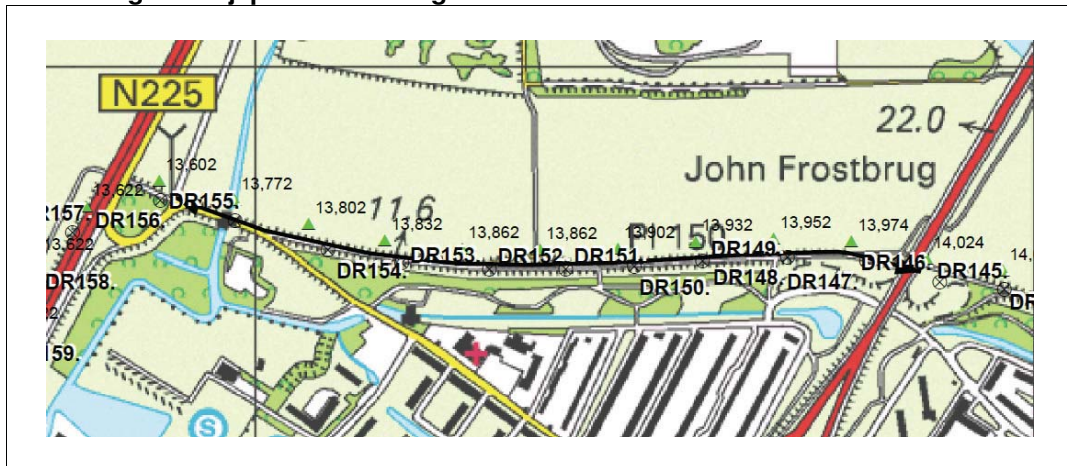 N225
22.0
John Frostbrug
13,602
13,622
13,772
DR155.
DR156.
13,802
11.6
13,832
13,862
13,862
13,902
13,932
13,952
13,974
14,024
DR153.
DR152.
DR151.
DR149.
DR146.
DR145.
DR154.
DR150.
DR148.
DR147.
DR158.
13,622
S